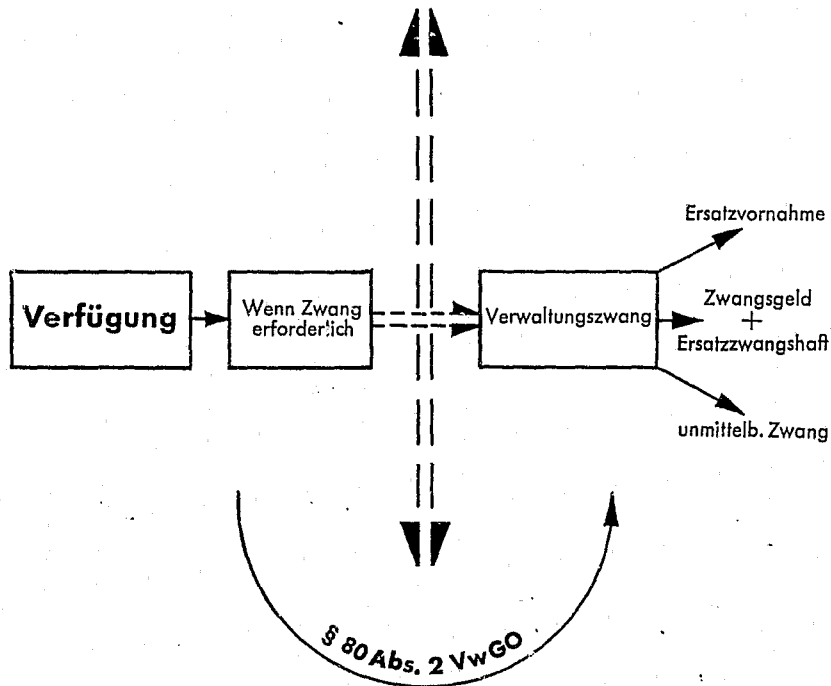 Ersatzvornahme
Verfügung
Wenn Zwang
erforderlich
Verwaltungszwang
Zwangsgeld
+
Ersatzzwangshaft
unmittelb. Zwang
§ 80 Abs. 2 VwGO